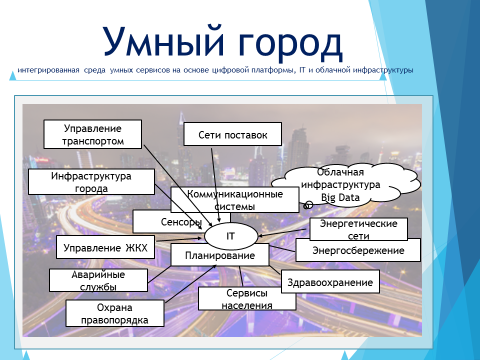 Умный город
интегрированная среда умных сервисов на основе цифровой платформы, IT и облачной инфраструктуры
Управление
транспортом
Сети поставок
Облачная
инфраструктура
Big Data
Инфраструктура
города
Коммуникационные
системы
Сенсоры
Энергетические
сети
IT
Управление ЖКХ
Планирование
Энергосбережение
Аварийные
службы
Здравоохранение
Сервисы
населения
Охрана
правопорядка